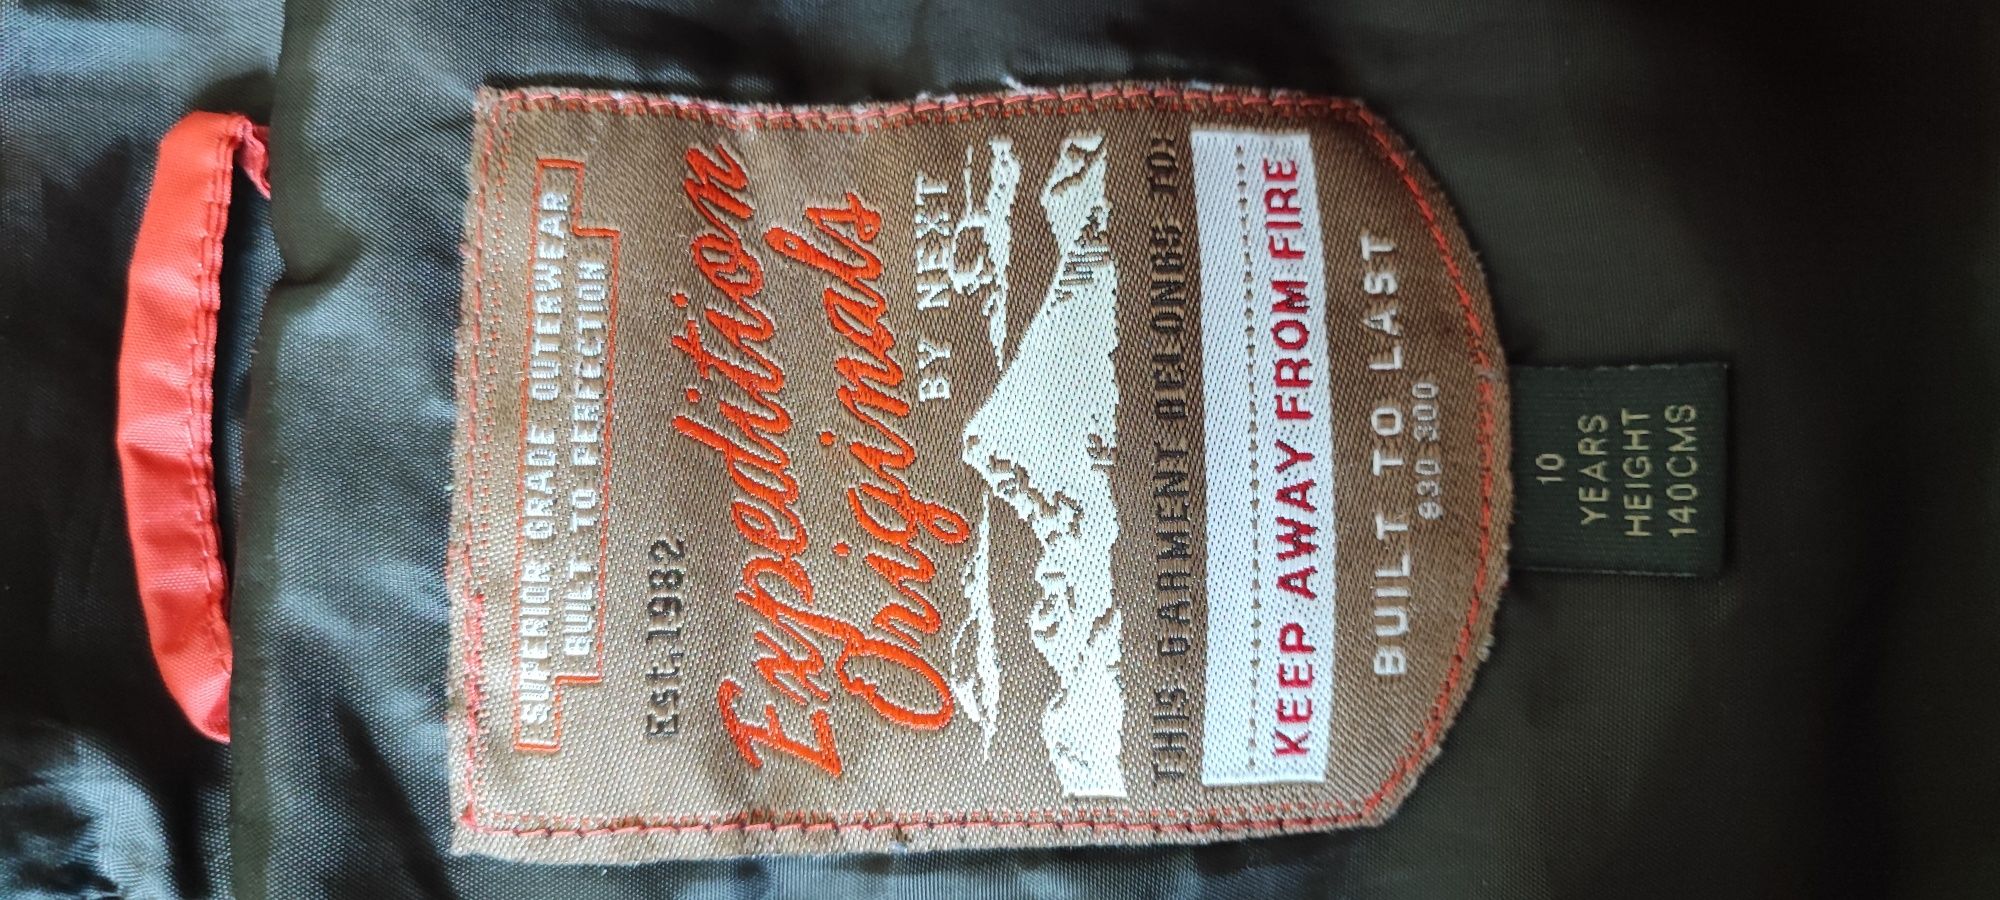 SUPERIOR GRADE OUTERWEAR
BUILT TO PERFECTION
Est.1982
Expedition
Originals
BY NEXT
THIS GARMENT BELONGS TO:
KEEP AWAY FROM FIRE
BUILT TO LAST
930 300
10
YEARS
HEIGHT
140CMS